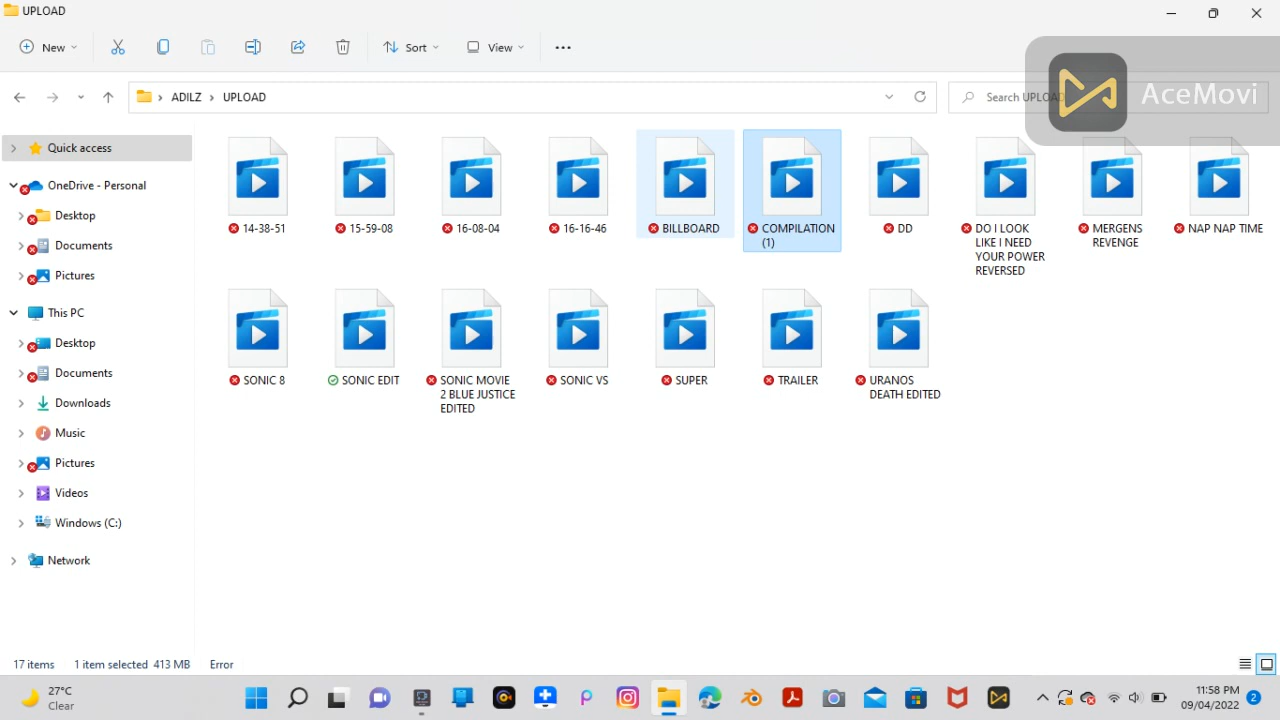 UPLOAD
New
Sort
View
ADILZ > UPLOAD
Search UPLOAD
AceMovi
Quick access
OneDrive - Personal
Desktop
Documents
Pictures
This PC
Desktop
Documents
Downloads
Music
Pictures
Videos
Windows (C:)
Network
14-38-51
15-59-08
16-08-04
16-16-46
BILLBOARD
COMPILATION
(1)
DD
DO I LOOK
LIKE I NEED
YOUR POWER
REVERSED
MERGENS
REVENGE
NAP NAP TIME
SONIC 8
SONIC EDIT
SONIC MOVIE
2 BLUE JUSTICE
EDITED
SONIC VS
SUPER
TRAILER
URANOS
DEATH EDITED
17 items
1 item selected 413 MB
Error
27°C
Clear
11:58 PM
09/04/2022
2